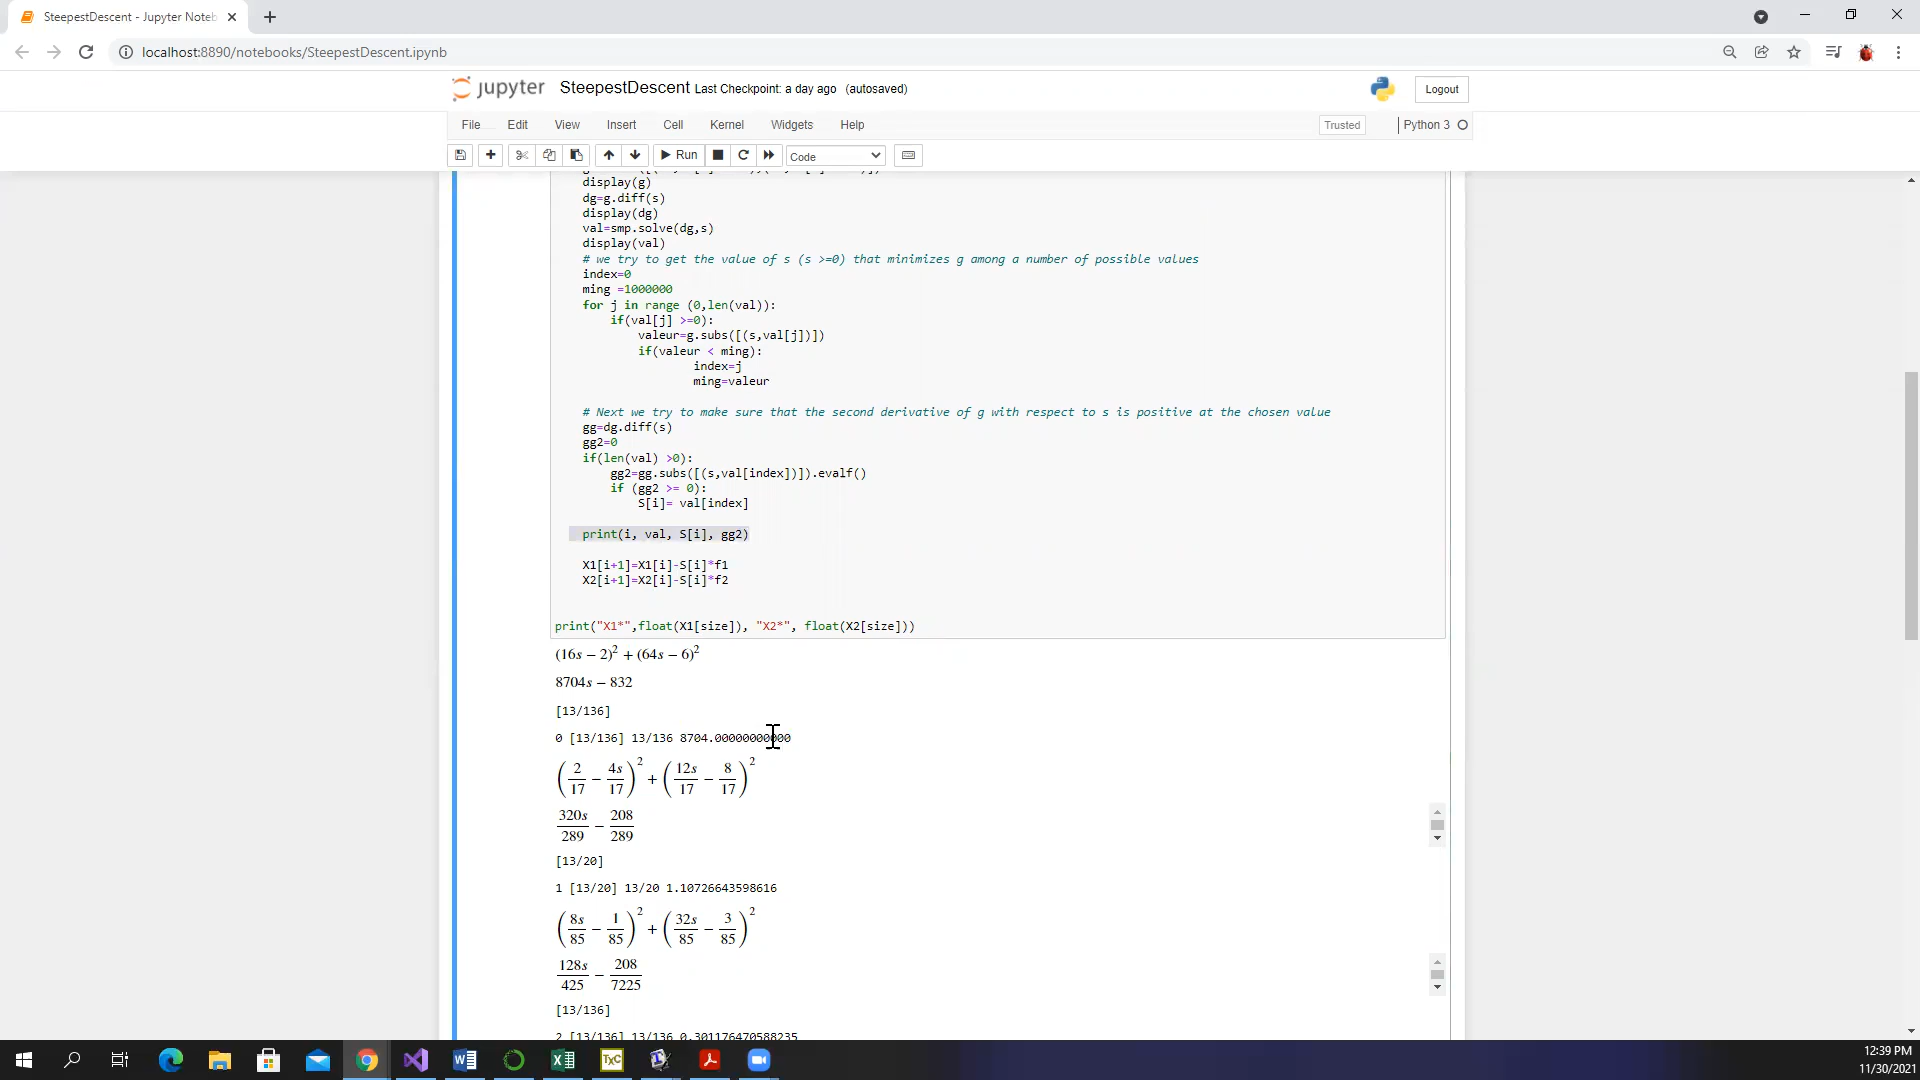 SteepestDescent - Jupyter Noteb
localhost:8890/notebooks/SteepestDescent.ipynb
jupyter SteepestDescent Last Checkpoint: a day ago (autosaved)
Logout
File Edit View Insert Cell Kernel Widgets Help
Trusted
Python 3
Run
Code
display(g)
dg=g.diff(s)
display(dg)
val=smp.solve(dg,s)
display(val)
# we try to get the value of s (s >=0) that minimizes g among a number of possible values
index=0
ming =1000000
for j in range (0,len(val)):
if(val[j] >=0):
valeur=g.subs([(s,val[j])])
if(valeur < ming):
index=j
ming=valeur
# Next we try to make sure that the second derivative of g with respect to s is positive at the chosen value
gg=dg.diff(s)
gg2=0
if(len(val) >0):
gg2=gg.subs([(s,val[index])]).evalf()
if (gg2 >= 0):
S[i]= val[index]
print(i, val, S[i], gg2)
X1[i+1]=X1[i]-S[i]*f1
X2[i+1]=X2[i]-S[i]*f2
print("X1*",float(X1[size]), "X2*", float(X2[size]))
(16s − 2)² + (64s − 6)²
8704s − 832
[13/136]
0 [13/136] 13/136 8704.00000000000
(2/17 − 4s/17)² + (12s/17 − 8/17)²
320s/289 − 208/289
[13/20]
1 [13/20] 13/20 1.10726643598616
(8s/85 − 1/85)² + (32s/85 − 3/85)²
128s/425 − 208/7225
[13/136]
2 [13/136] 13/136 0.301176470588235
TXC
12:39 PM
11/30/2021